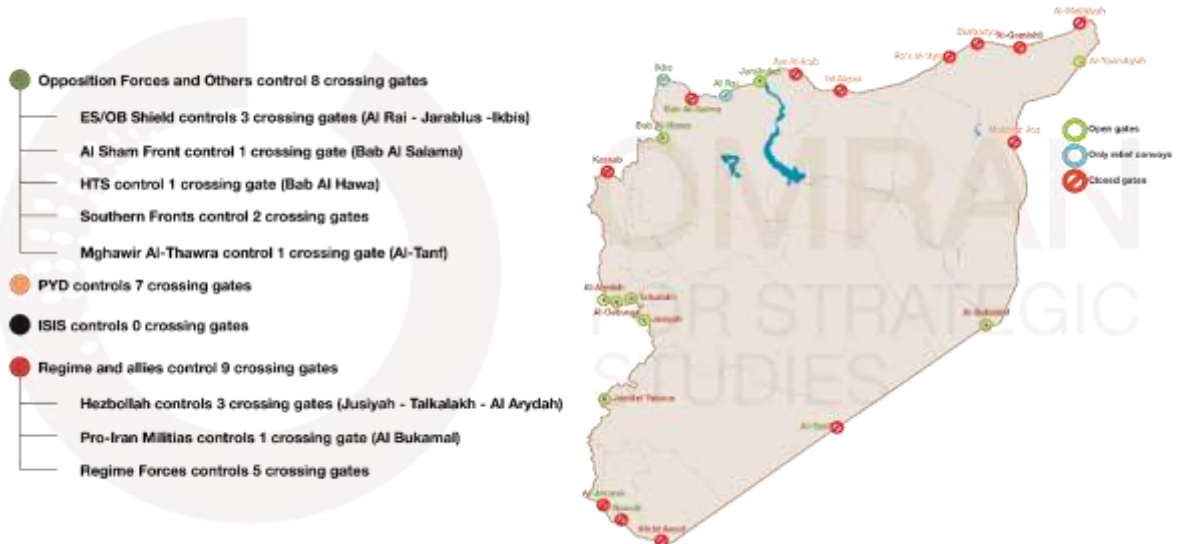 Opposition Forces and Others control 8 crossing gates
ES/OB Shield controls 3 crossing gates (Al Rai - Jarablus -Ikbis)
Al Sham Front control 1 crossing gate (Bab Al Salama)
HTS control 1 crossing gate (Bab Al Hawa)
Southern Fronts control 2 crossing gates
Mghawir Al-Thawra control 1 crossing gate (Al-Tanf)
PYD controls 7 crossing gates
ISIS controls 0 crossing gates
Regime and allies control 9 crossing gates
Hezbollah controls 3 crossing gates (Jusiyah - Talkalakh - Al Arydah)
Pro-Iran Militias controls 1 crossing gate (Al Bukamal)
Regime Forces controls 5 crossing gates
Al-Qamishli
Ikbis
Al Rai
Jarablus
Ayn Al-Arab
Tel Abyad
Bab Al-Salama
Bab Al-Hawa
Kassab
Open gates
Only relief convoys
Closed gates
OMRAN
FOR STRATEGIC
STUDIES
Talkalakh
Jusiyah
Al-Bukamal
Al-Tanf